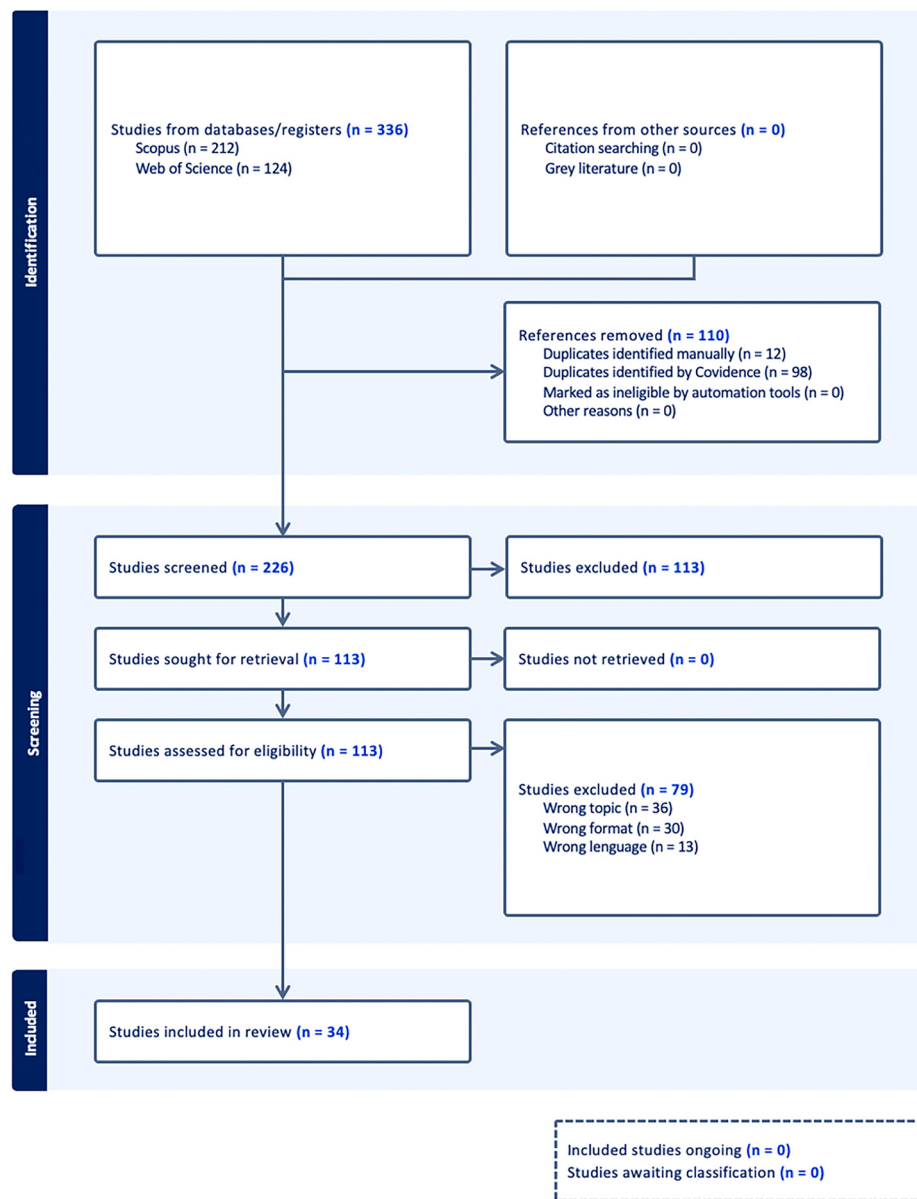 Identification
Studies from databases/registers (n = 336)
Scopus (n = 212)
Web of Science (n = 124)
References from other sources (n = 0)
Citation searching (n = 0)
Grey literature (n = 0)
References removed (n = 110)
Duplicates identified manually (n = 12)
Duplicates identified by Covidence (n = 98)
Marked as ineligible by automation tools (n = 0)
Other reasons (n = 0)
Screening
Studies screened (n = 226)
Studies excluded (n = 113)
Studies sought for retrieval (n = 113)
Studies not retrieved (n = 0)
Studies assessed for eligibility (n = 113)
Studies excluded (n = 79)
Wrong topic (n = 36)
Wrong format (n = 30)
Wrong lenguage (n = 13)
Included
Studies included in review (n = 34)
Included studies ongoing (n = 0)
Studies awaiting classification (n = 0)